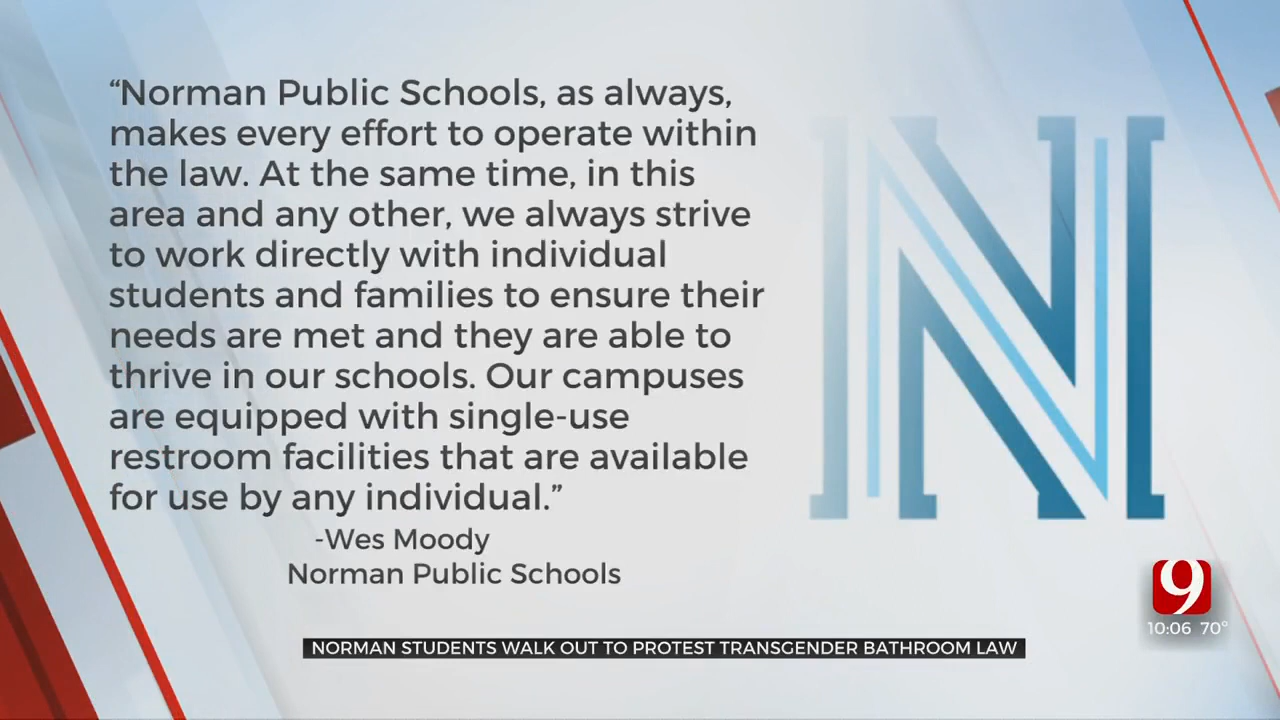 “Norman Public Schools, as always,
makes every effort to operate within
the law. At the same time, in this
area and any other, we always strive
to work directly with individual
students and families to ensure their
needs are met and they are able to
thrive in our schools. Our campuses
are equipped with single-use
restroom facilities that are available
for use by any individual.”
-Wes Moody
Norman Public Schools
N
9
10:06 70°
NORMAN STUDENTS WALK OUT TO PROTEST TRANSGENDER BATHROOM LAW